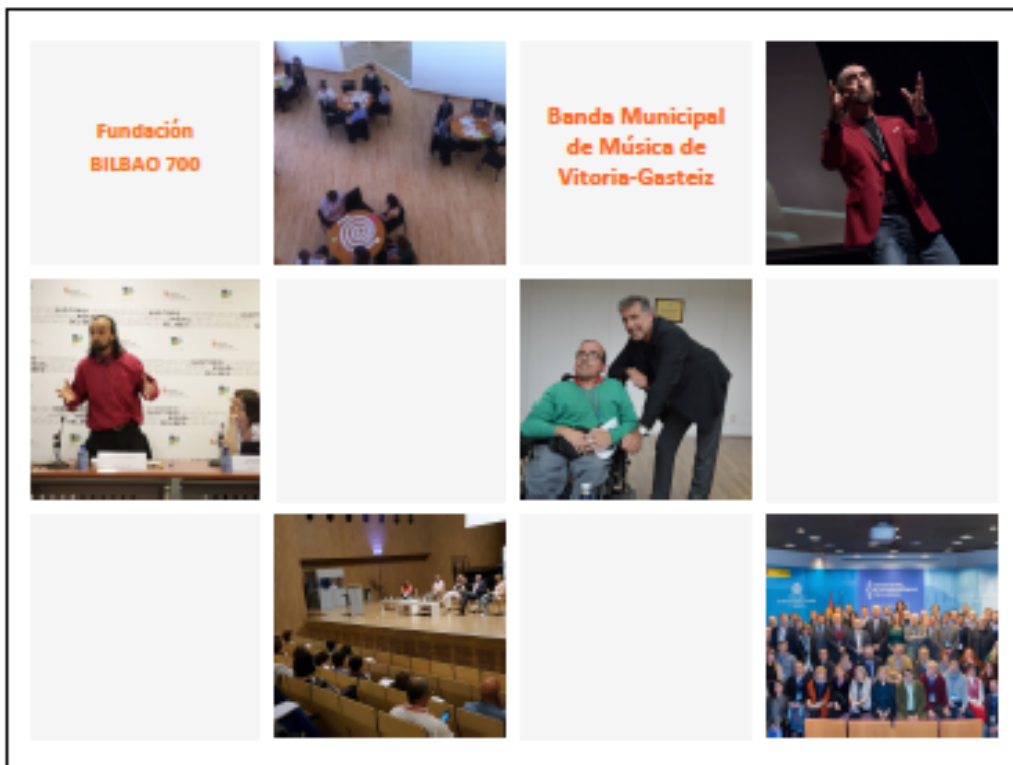 Fundación
BILBAO 700
Banda Municipal
de Música de
Vitoria-Gasteiz